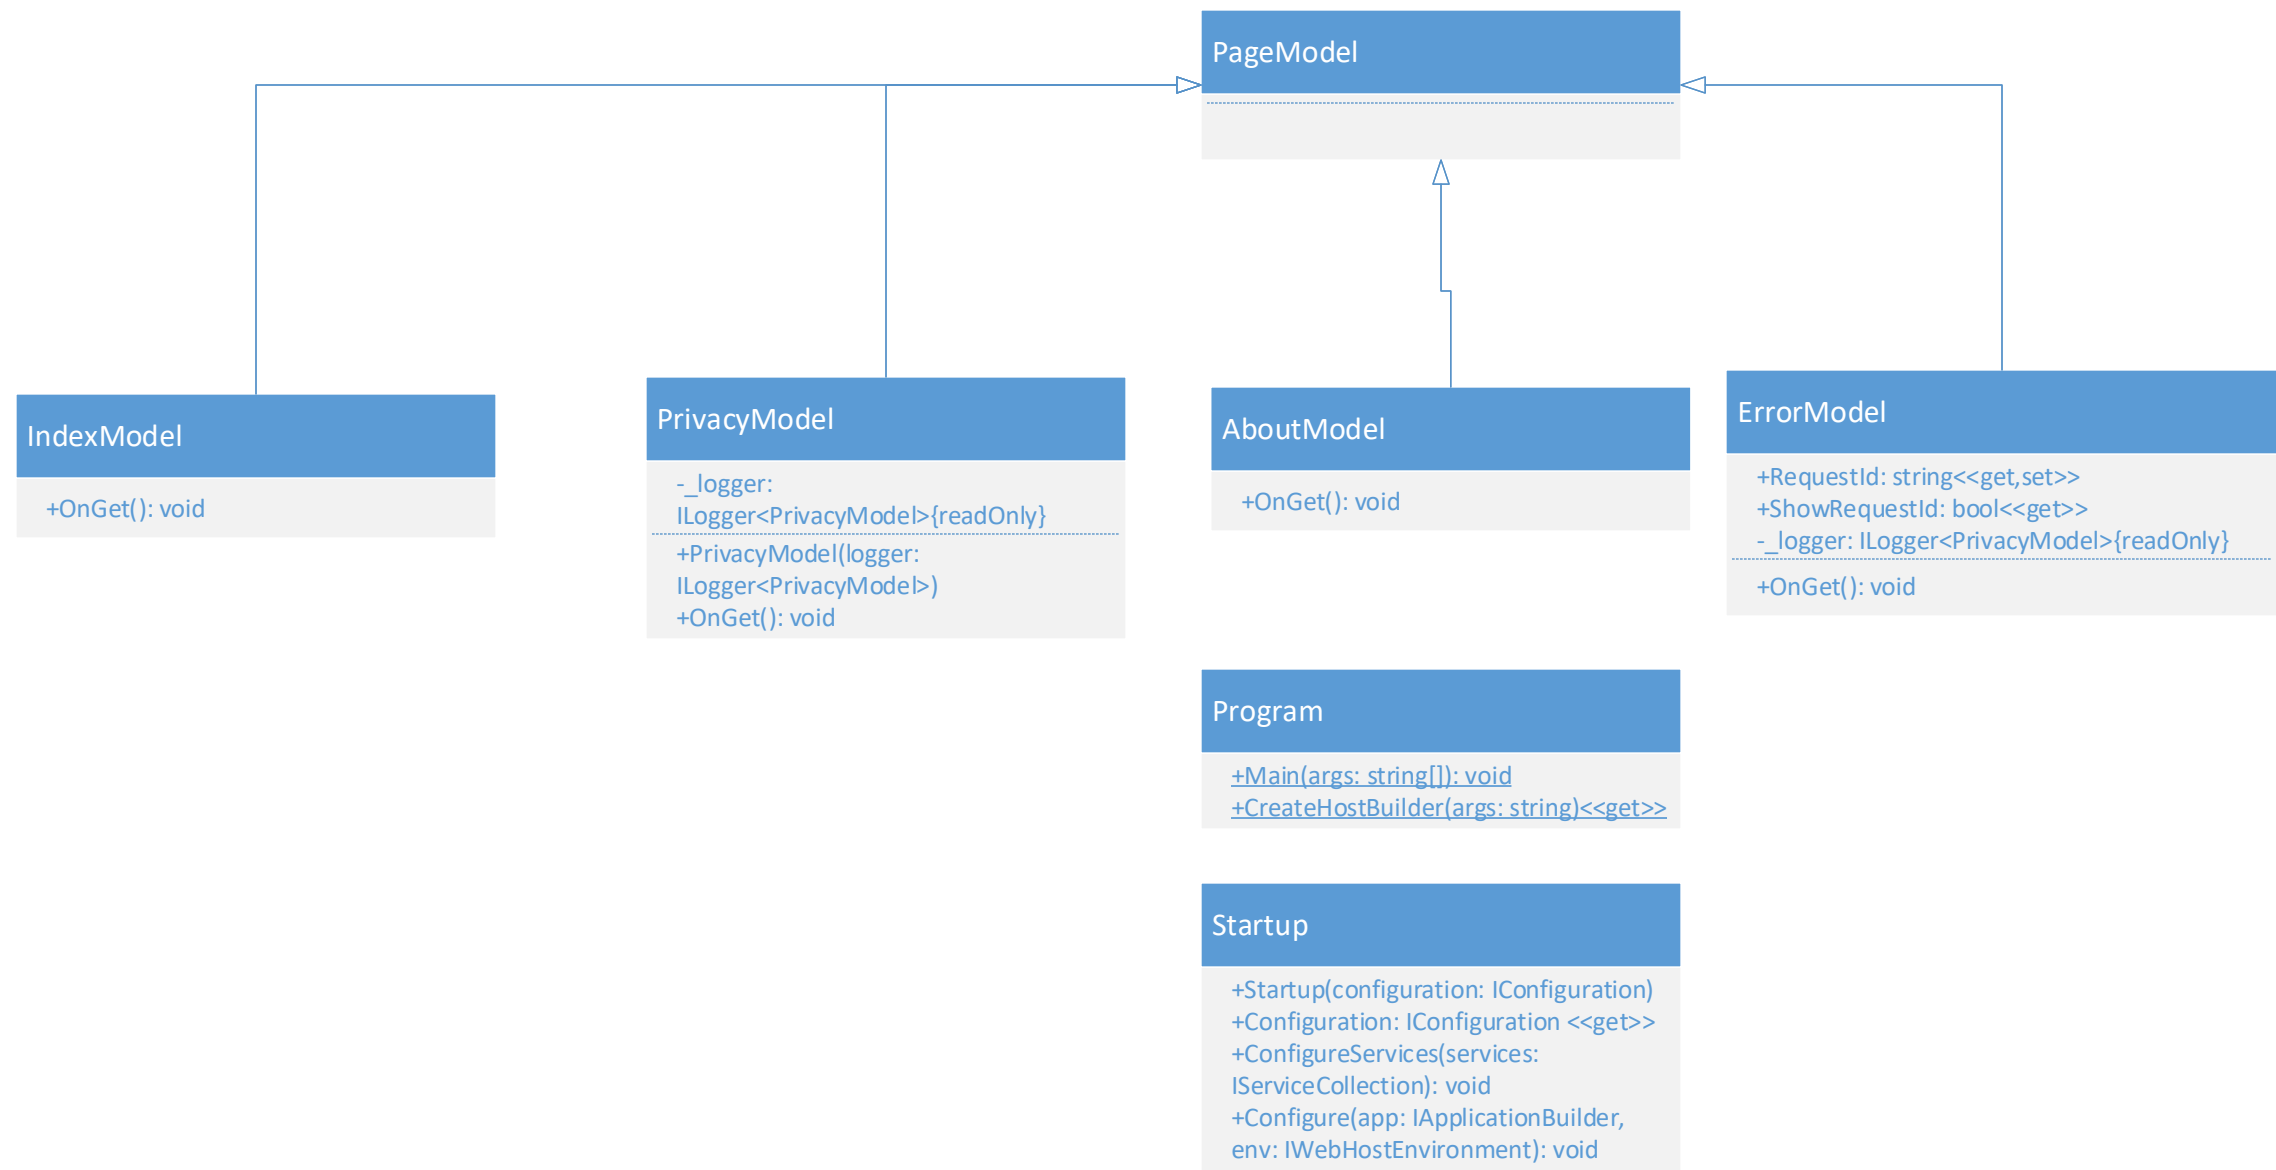 PageModel
IndexModel
+OnGet(): void
PrivacyModel
-_logger:
ILogger<PrivacyModel>{readOnly}
+PrivacyModel(logger:
ILogger<PrivacyModel>)
+OnGet(): void
AboutModel
+OnGet(): void
ErrorModel
+RequestId: string<<get,set>>
+ShowRequestId: bool<<get>>
-_logger: ILogger<PrivacyModel>{readOnly}
+OnGet(): void
Program
+Main(args: string[]): void
+CreateHostBuilder(args: string)<<get>>
Startup
+Startup(configuration: IConfiguration)
+Configuration: IConfiguration <<get>>
+ConfigureServices(services:
IServiceCollection): void
+Configure(app: IApplicationBuilder,
env: IWebHostEnvironment): void